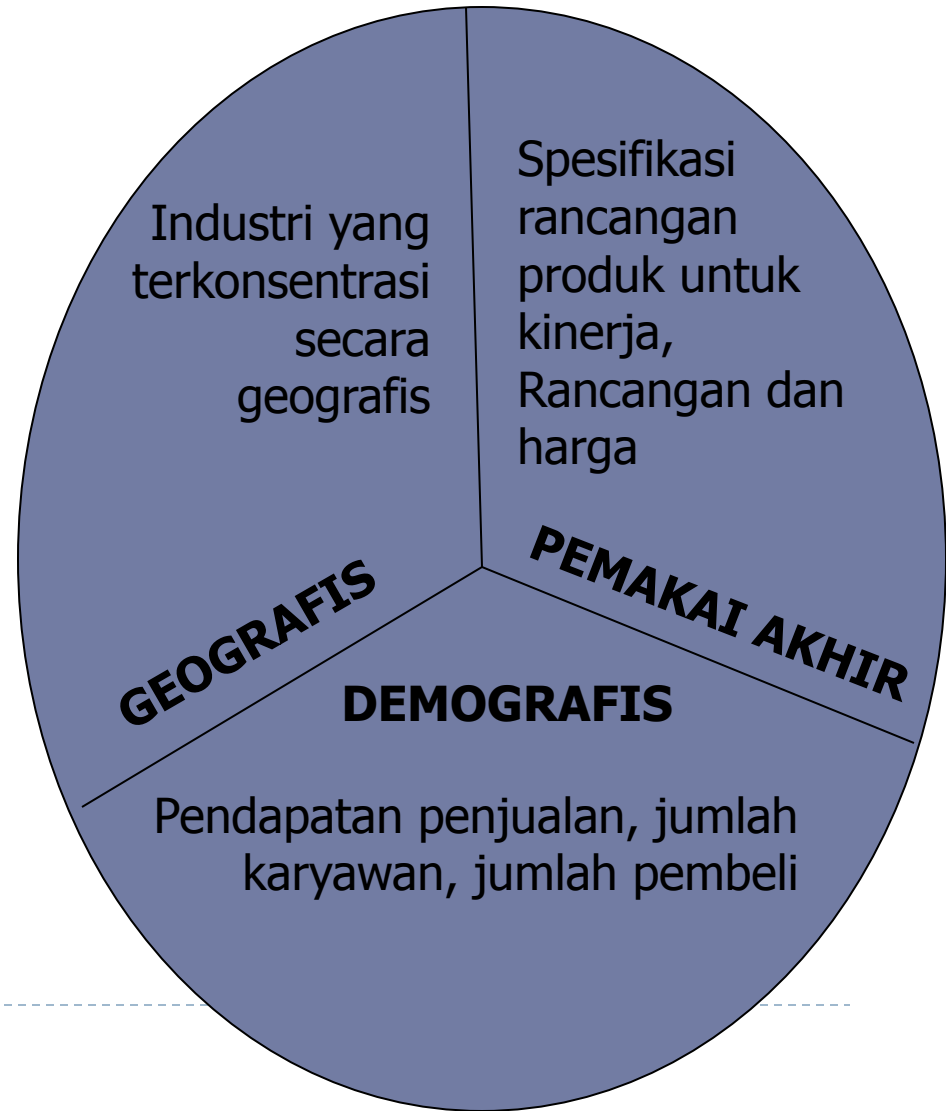 Industri yang
terkonsentrasi
secara
geografis
GEOGRAFIS
Spesifikasi
rancangan
produk untuk
kinerja,
Rancangan dan
harga
PEMAKAI AKHIR
DEMOGRAFIS
Pendapatan penjualan, jumlah
karyawan, jumlah pembeli